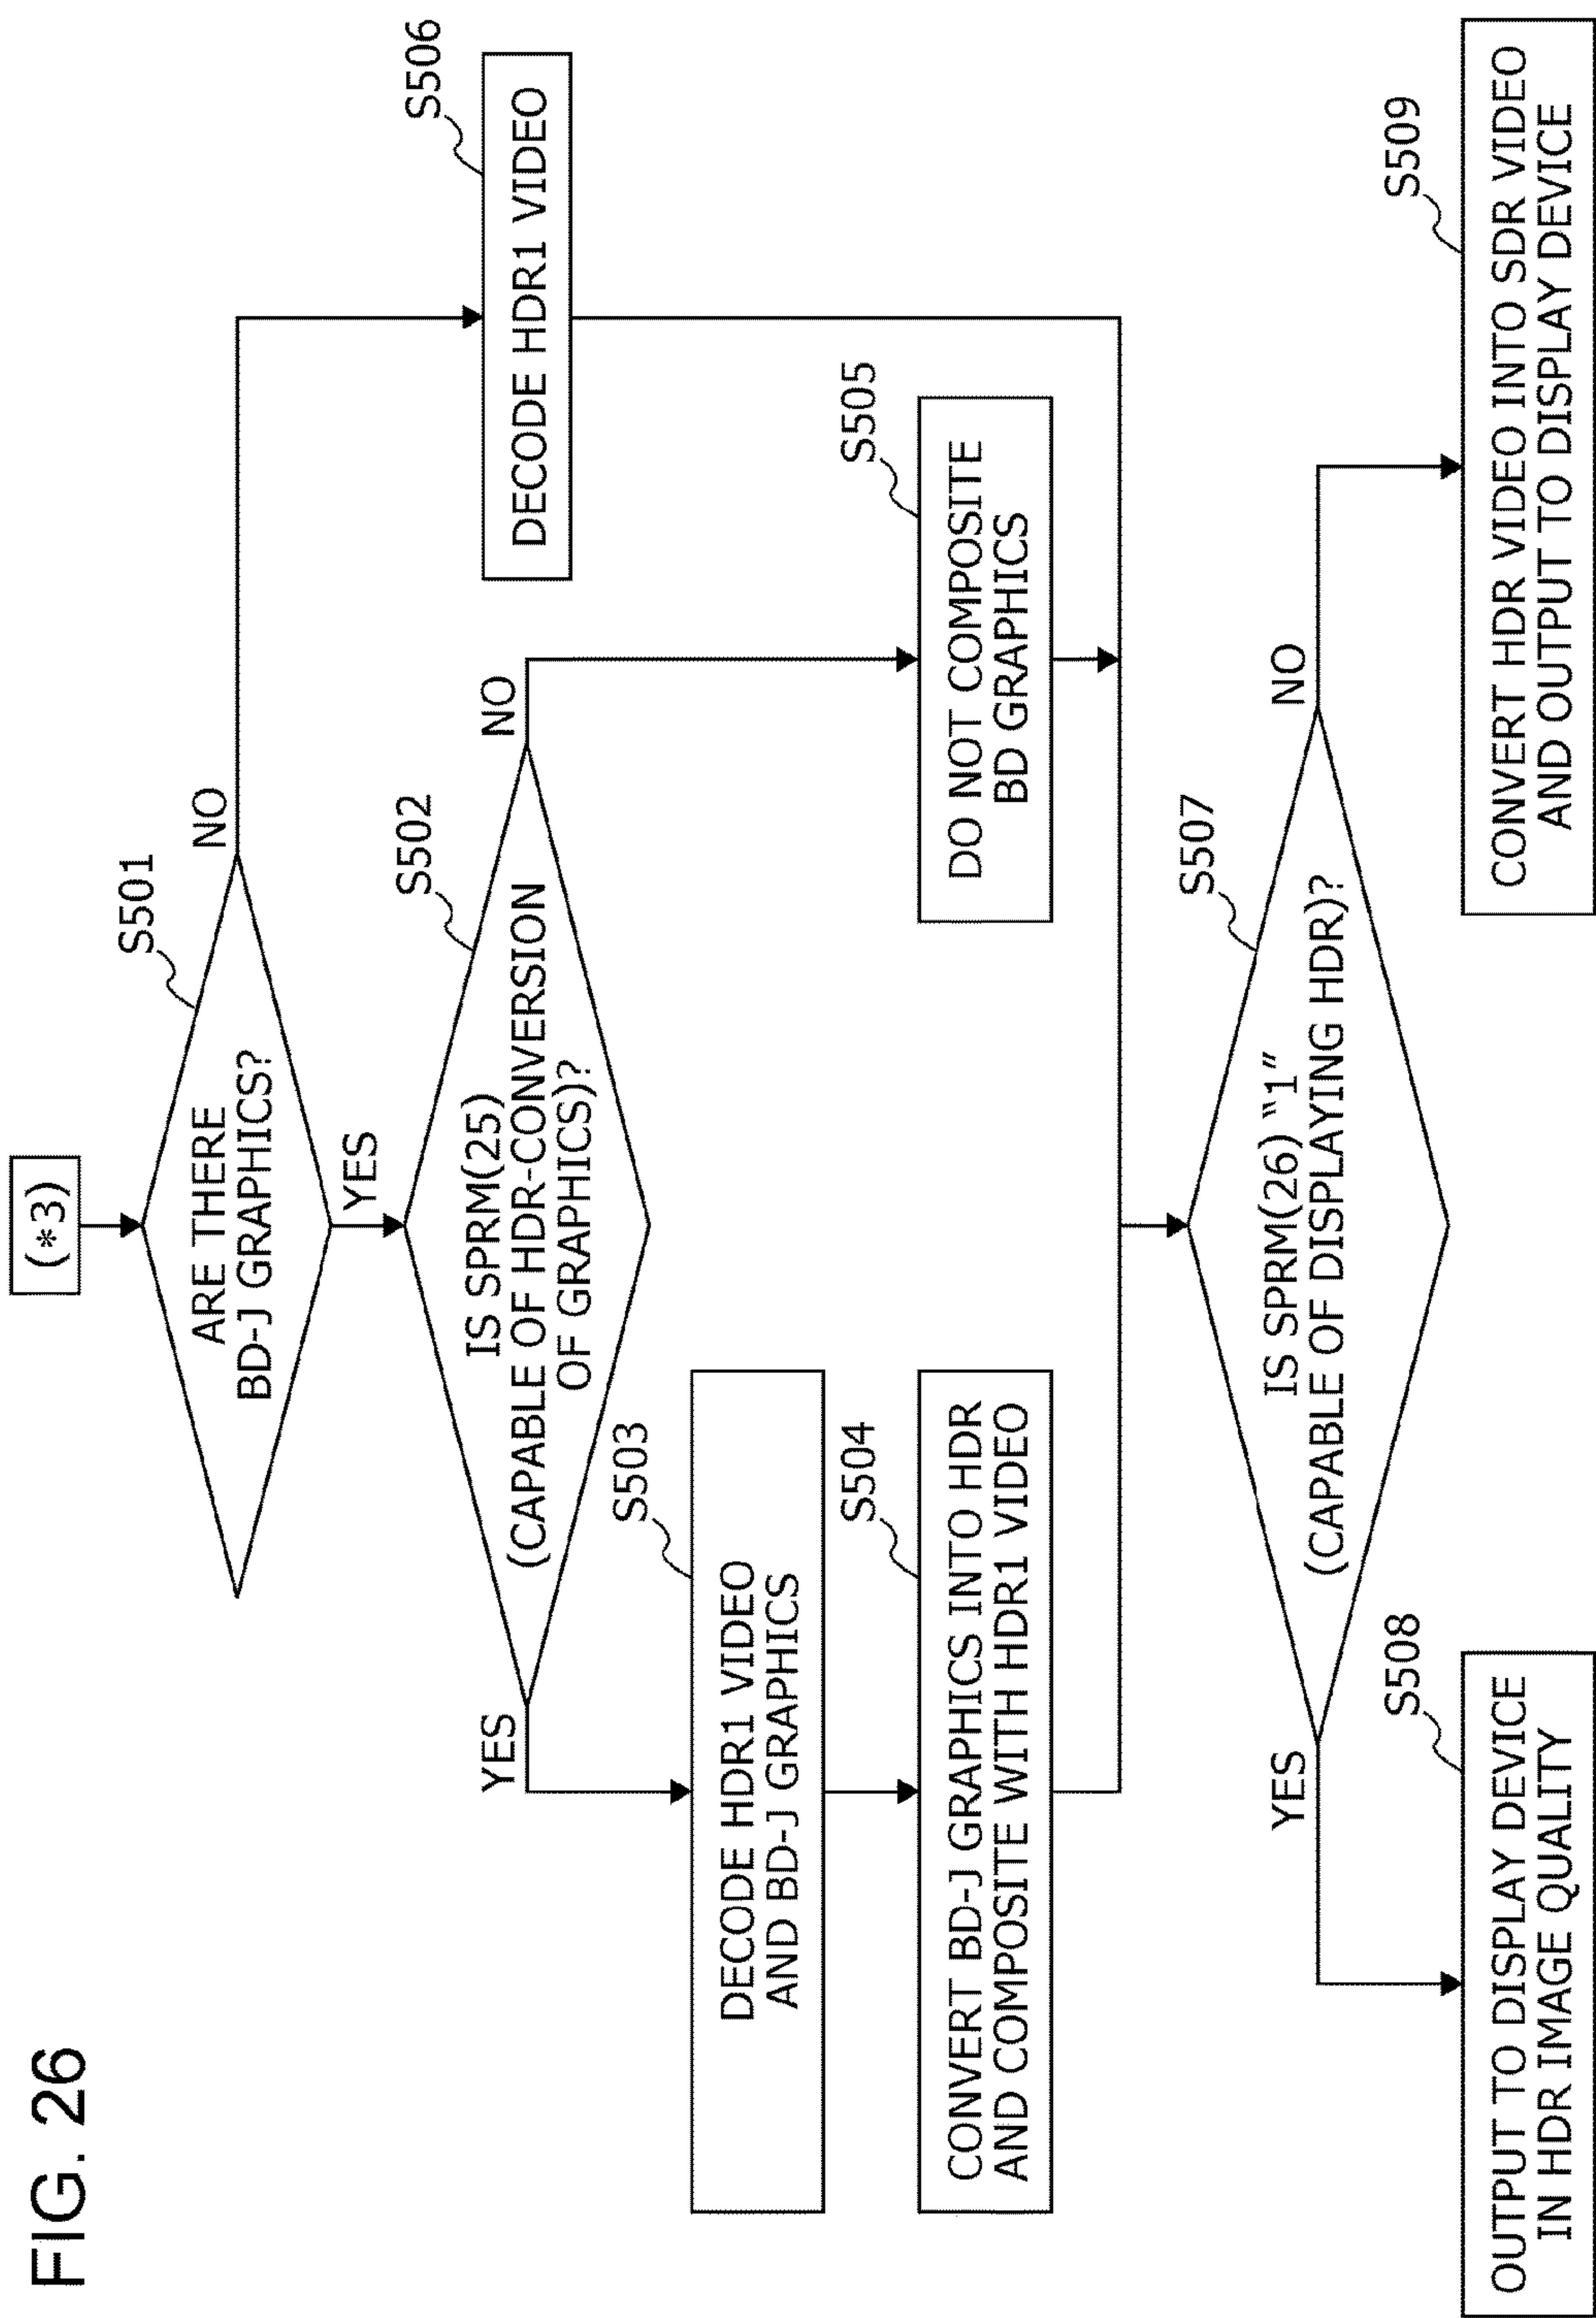 FIG. 26
(*3)
S501
ARE THERE
BD-J GRAPHICS?
NO
YES
S502
IS SPRM(25)
(CAPABLE OF HDR-CONVERSION
OF GRAPHICS)?
YES
NO
S503
DECODE HDR1 VIDEO
AND BD-J GRAPHICS
S504
CONVERT BD-J GRAPHICS INTO HDR
AND COMPOSITE WITH HDR1 VIDEO
S505
DO NOT COMPOSITE
BD GRAPHICS
S506
DECODE HDR1 VIDEO
S507
IS SPRM(26) “1”
(CAPABLE OF DISPLAYING HDR)?
YES
NO
S508
OUTPUT TO DISPLAY DEVICE
IN HDR IMAGE QUALITY
S509
CONVERT HDR VIDEO INTO SDR VIDEO
AND OUTPUT TO DISPLAY DEVICE